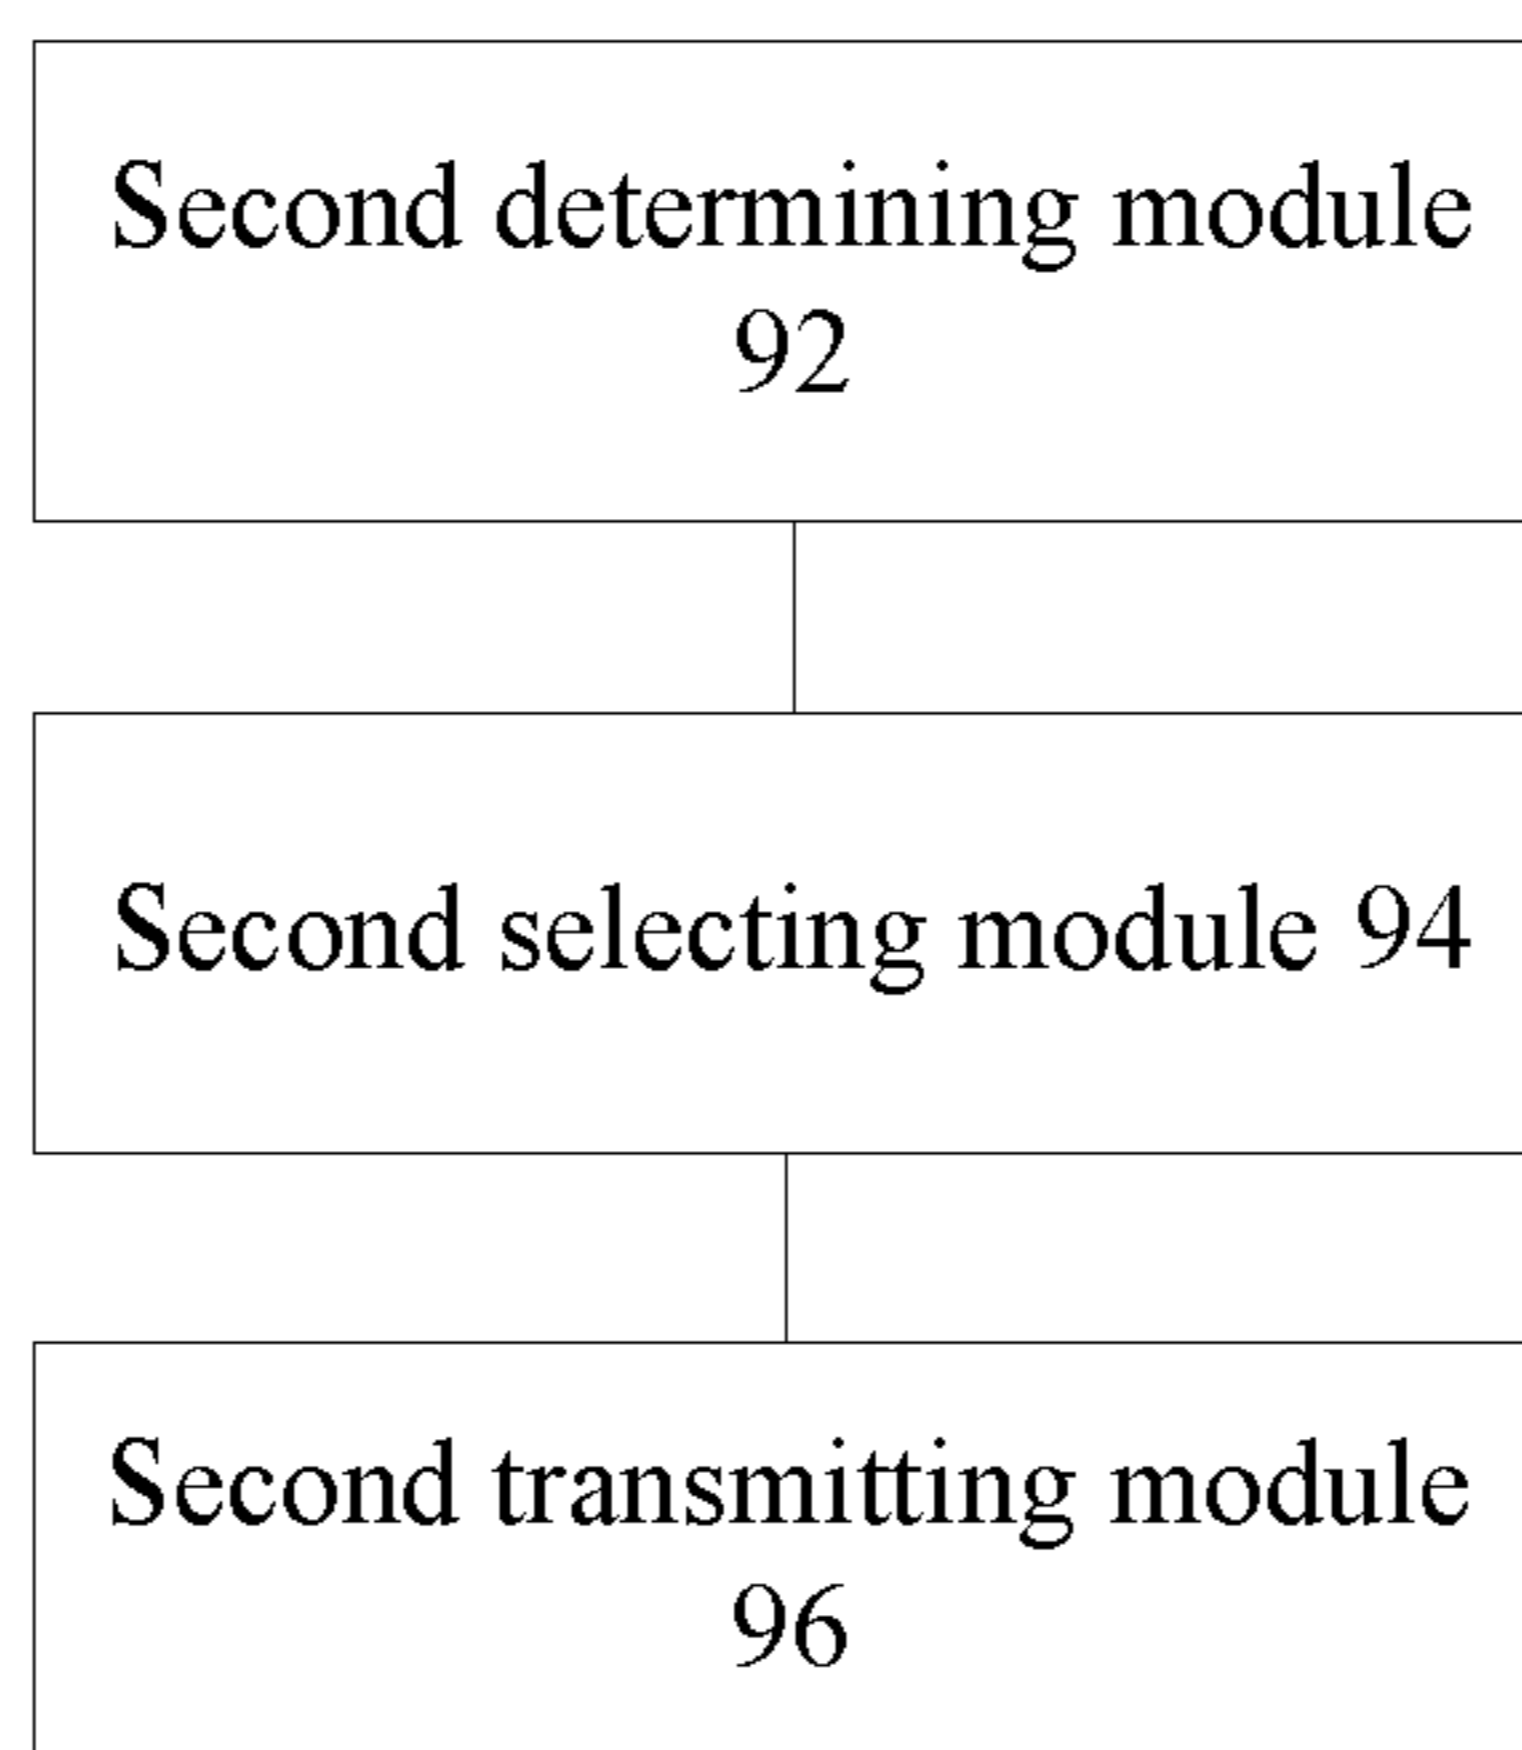 Second determining module
92
Second selecting module 94
Second transmitting module
96